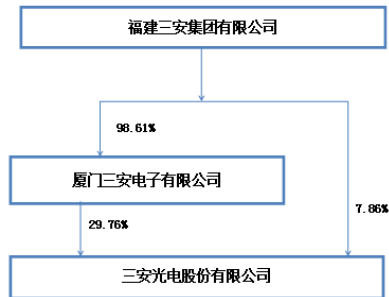 福建三安集团有限公司
98.61%
厦门三安电子有限公司
7.86%
29.76%
三安光电股份有限公司